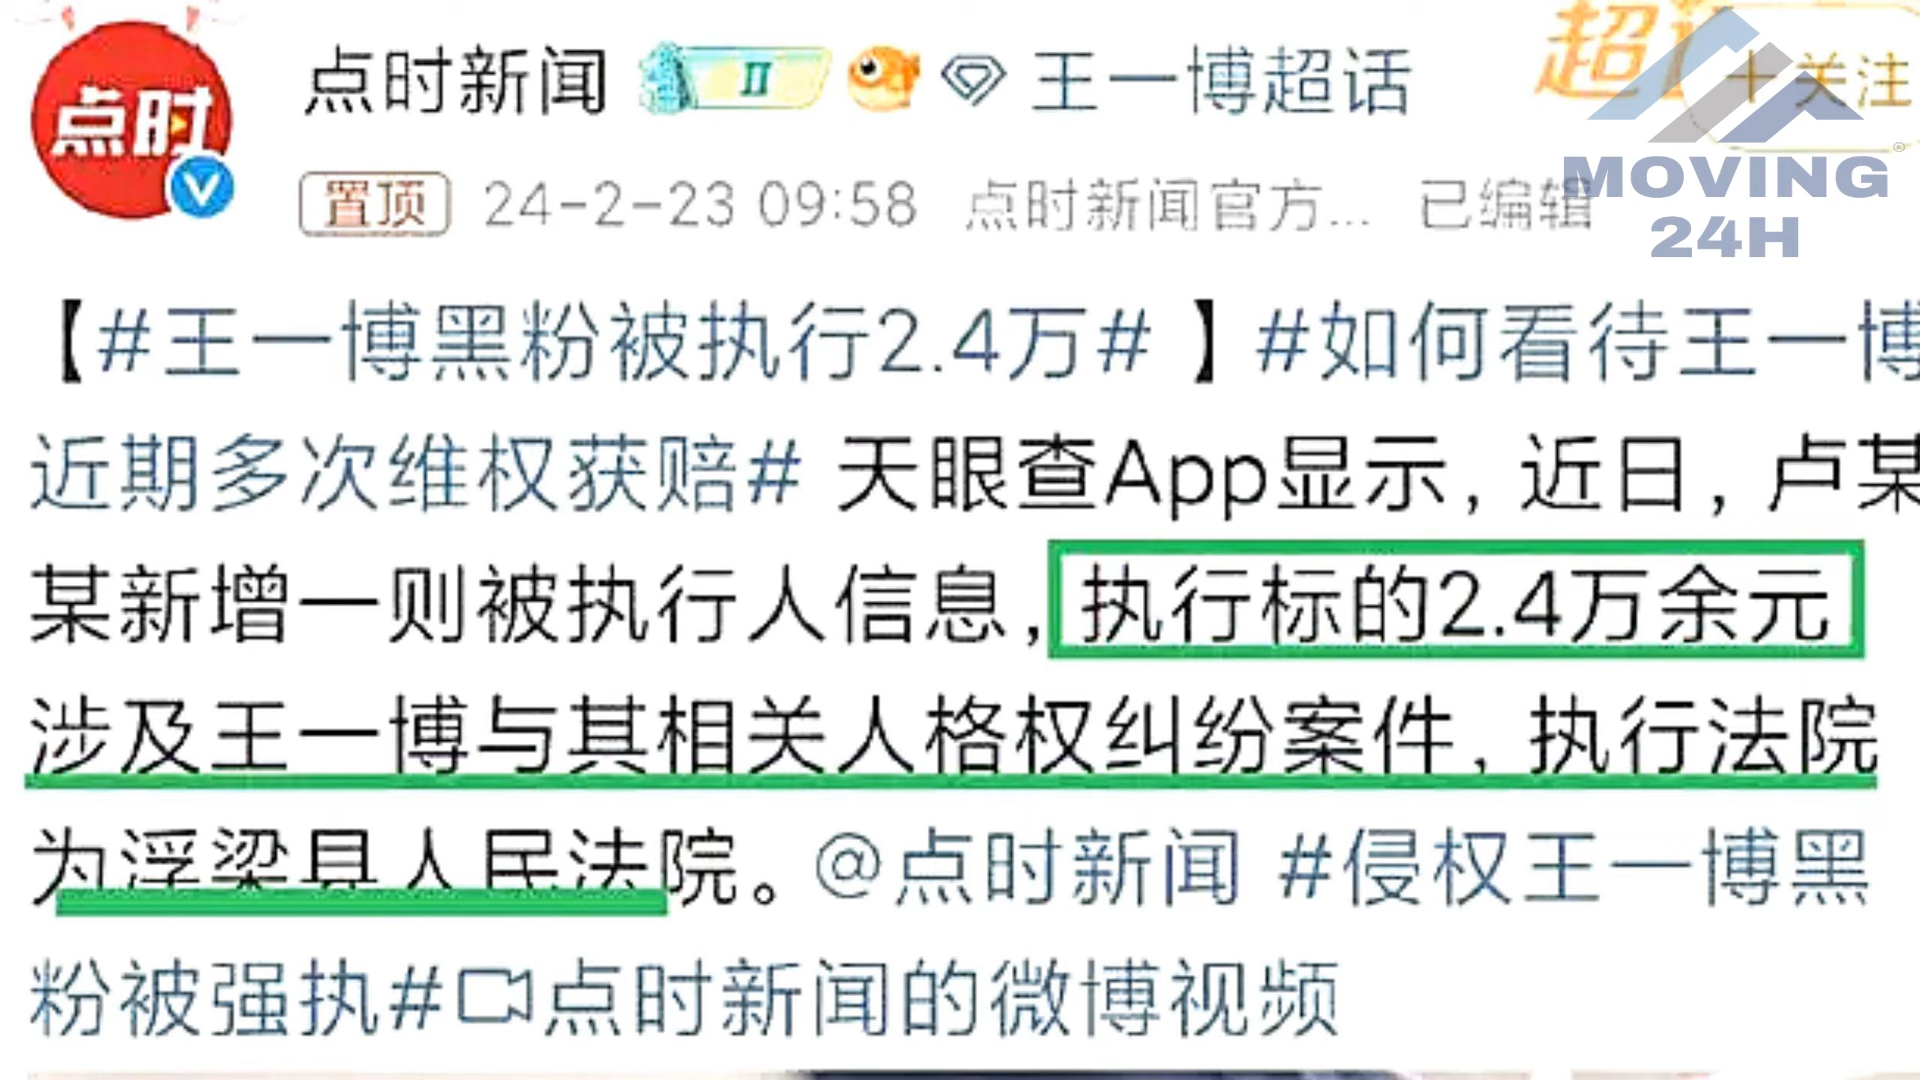 点时
点时新闻 II 王一博超话
+关注
置顶 24-2-23 09:58 点时新闻官方... 已编辑
MOVING
24H
【#王一博黑粉被执行2.4万#】#如何看待王一博
近期多次维权获赔# 天眼查App显示，近日，卢某
某新增一则被执行人信息，执行标的2.4万余元
涉及王一博与其相关人格权纠纷案件，执行法院
为浮梁县人民法院。@点时新闻 #侵权王一博黑
粉被强执#点时新闻的微博视频